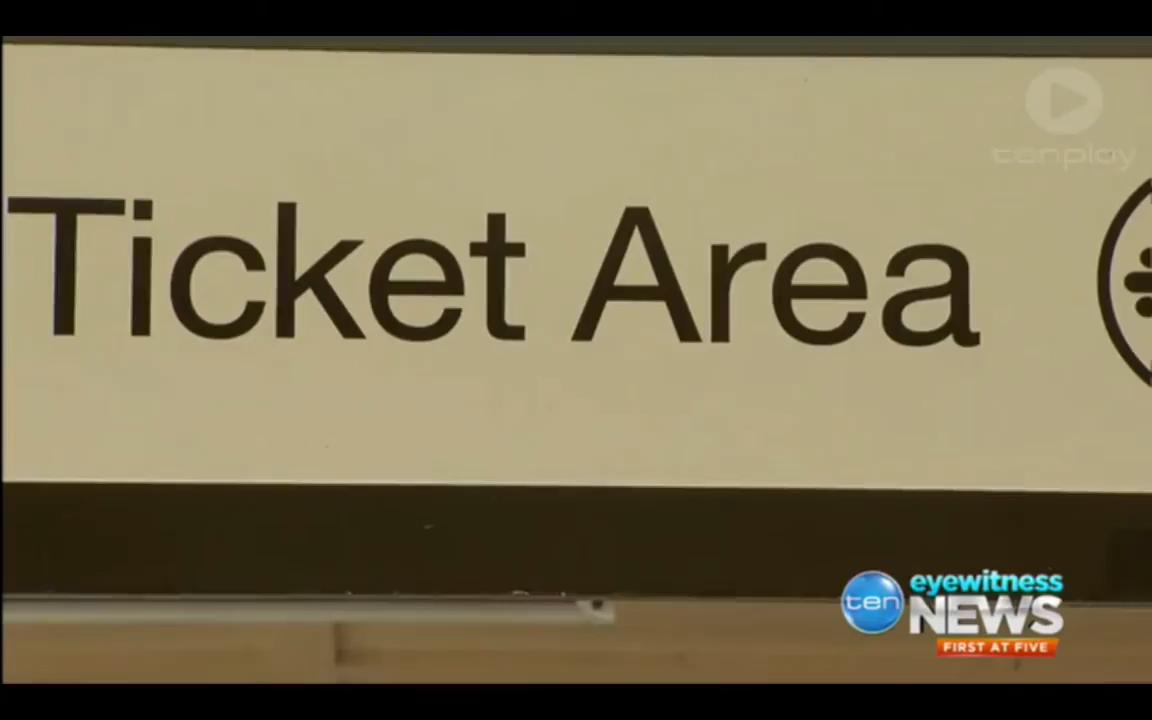 tenplay
Ticket Area
ten
eyewitness
NEWS
FIRST AT FIVE